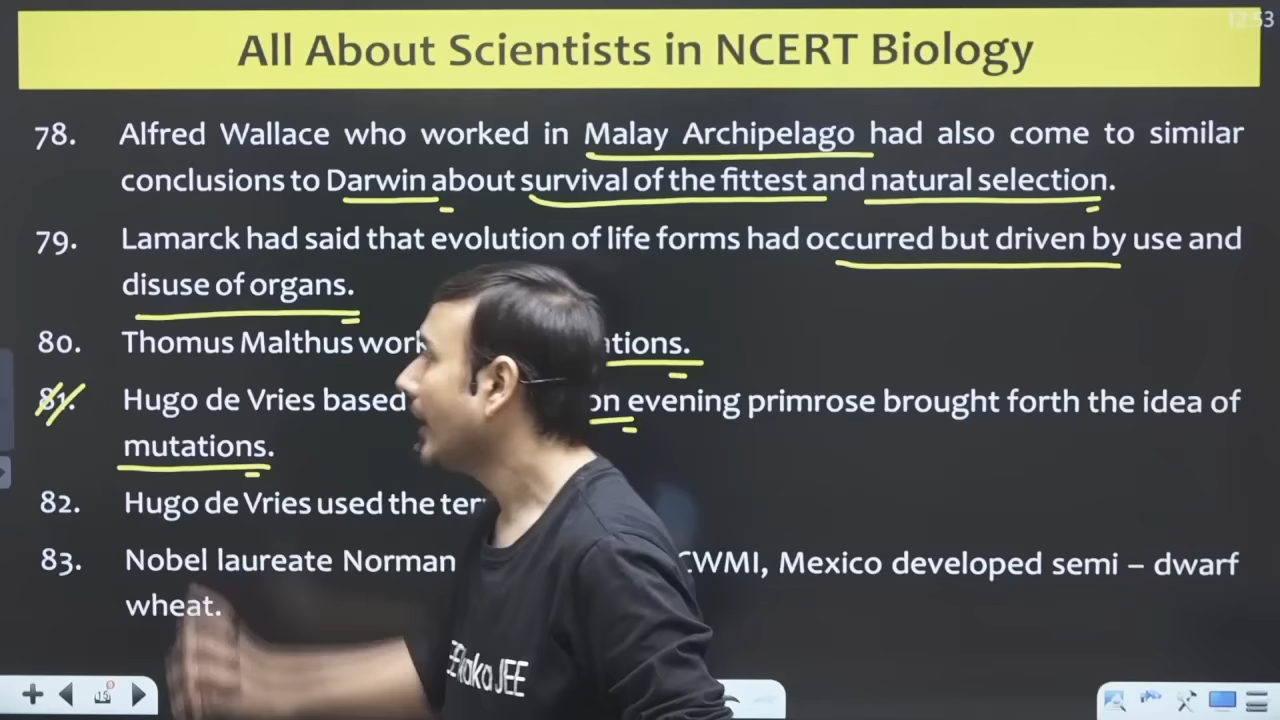 12:53
All About Scientists in NCERT Biology
78. Alfred Wallace who worked in Malay Archipelago had also come to similar
conclusions to Darwin about survival of the fittest and natural selection.
79. Lamarck had said that evolution of life forms had occurred but driven by use and
disuse of organs.
80. Thomus Malthus
81. Hugo de Vries based on evening primrose brought forth the idea of
mutations.
82. Hugo de Vries used the
83. Nobel laureate Norman Mexico developed semi – dwarf
wheat.
JEE